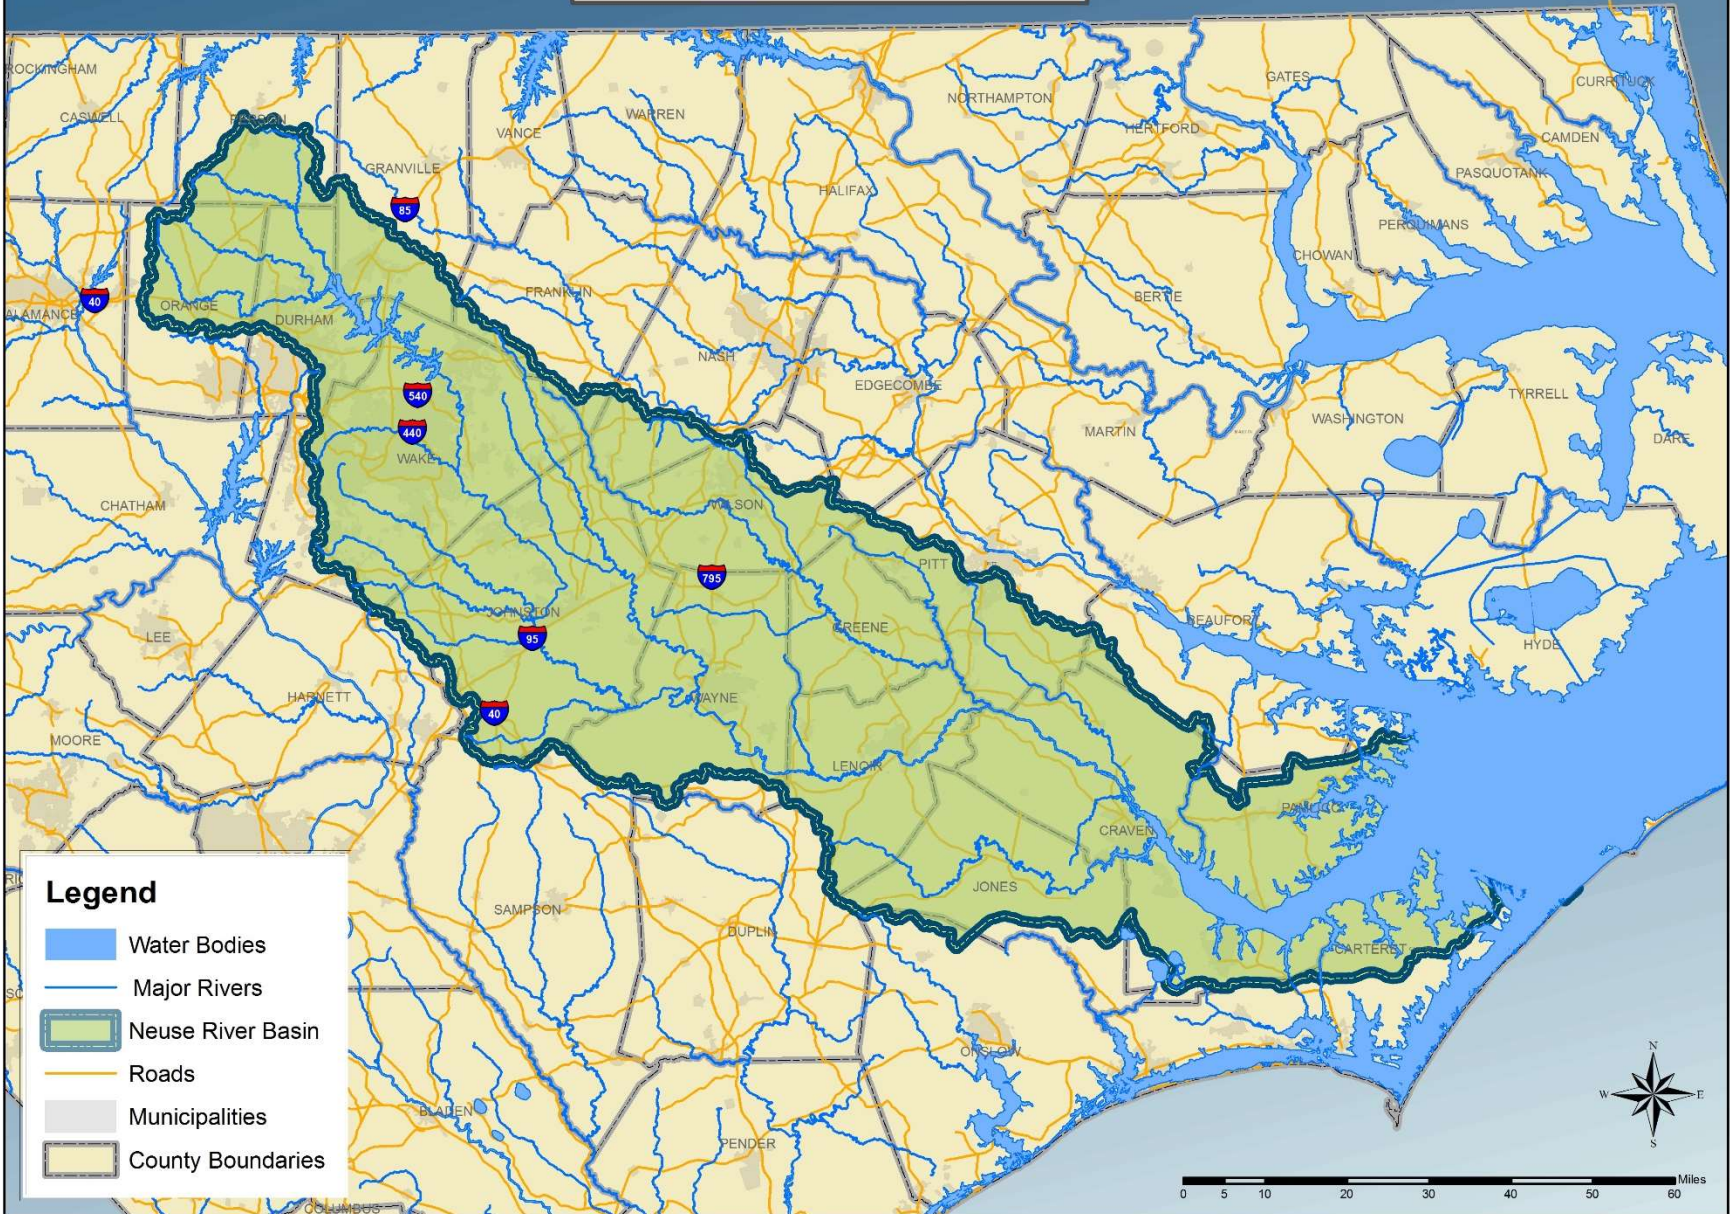 ROCKINGHAM
CASWELL
PERSON
GRANVILLE
VANCE
WARREN
NORTHAMPTON
GATES
CURRITUCK
HERTFORD
CAMDEN
PASQUOTANK
HALIFAX
PERQUIMANS
CHOWAN
85
40
ALAMANCE
ORANGE
DURHAM
FRANKLIN
BERTIE
NASH
EDGECOMBE
540
440
WAKE
MARTIN
WASHINGTON
TYRRELL
DARE
CHATHAM
WILSON
PITT
795
JOHNSTON
95
LEE
GREENE
BEAUFORT
HYDE
HARNETT
WAYNE
40
MOORE
LENOIR
PAMLICO
CRAVEN
JONES
SAMPSON
DUPLIN
CARTERET
ONSLOW
BLADEN
PENDER
COLUMBUS
Legend
Water Bodies
Major Rivers
Neuse River Basin
Roads
Municipalities
County Boundaries
N
W E
S
Miles
0 5 10 20 30 40 50 60